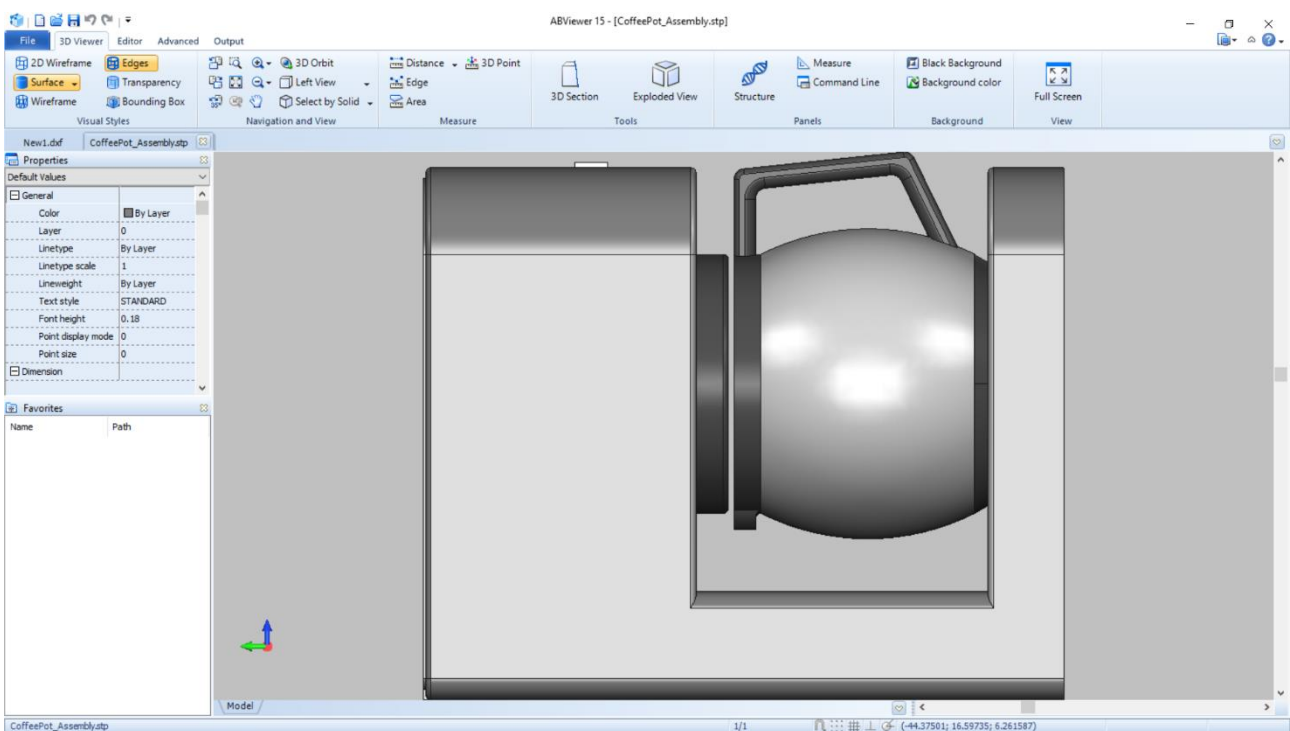 ABViewer 15 - [CoffeePot_Assembly.stp]
File 3D Viewer Editor Advanced Output
2D Wireframe Edges 3D Orbit Distance 3D Point Measure Black Background
Surface Transparency Left View Edge 3D Section Exploded View Structure Command Line Background color Full Screen
Wireframe Bounding Box Select by Solid Area
Visual Styles Navigation and View Measure Tools Panels Background View
New1.dxf CoffeePot_Assembly.stp
Properties
Default Values
General
Color By Layer
Layer 0
Linetype By Layer
Linetype scale 1
Lineweight By Layer
Text style STANDARD
Font height 0.18
Point display mode 0
Point size 0
Dimension
Favorites
Name Path
Model
CoffeePot_Assembly.stp 1/1 (-44.37501; 16.59735; 6.261587)